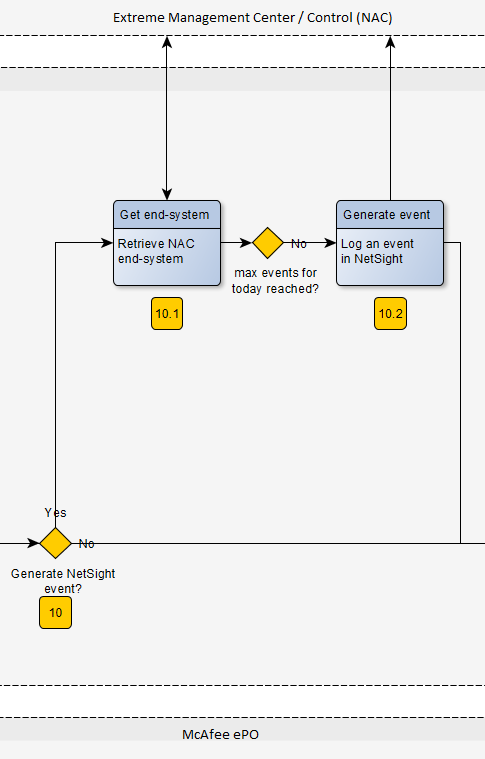 Extreme Management Center / Control (NAC)
Get end-system
Retrieve NAC
end-system
10.1
No
max events for
today reached?
Generate event
Log an event
in NetSight
10.2
Yes
No
Generate NetSight
event?
10
McAfee ePO